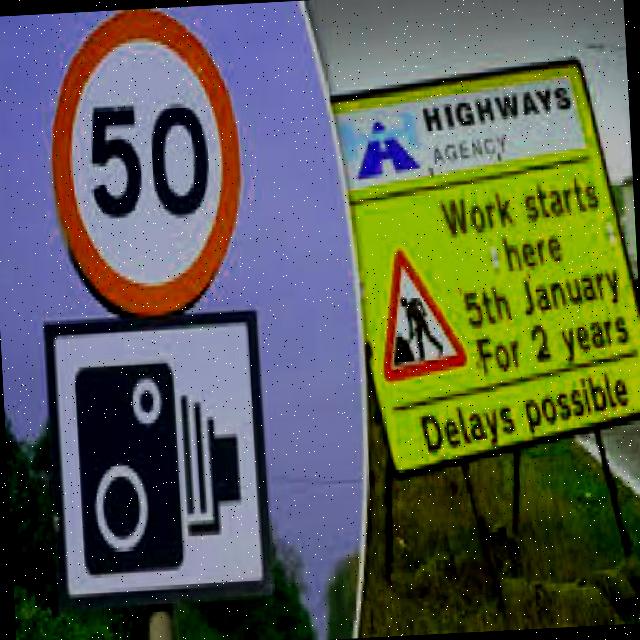 50
HIGHWAYS
AGENCY
Work starts
here
5th January
For 2 years
Delays possible